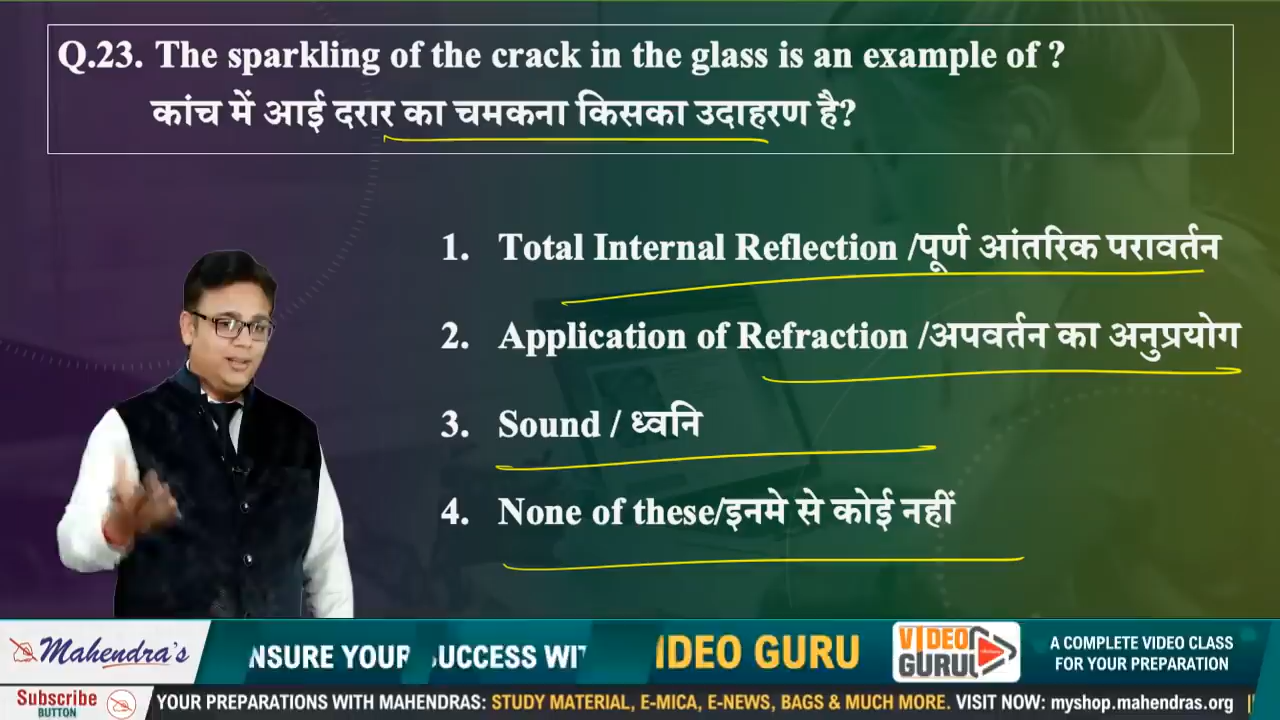 Q.23. The sparkling of the crack in the glass is an example of ?
कांच में आई दरार का चमकना किसका उदाहरण है?
1. Total Internal Reflection /पूर्ण आंतरिक परावर्तन
2. Application of Refraction /अपवर्तन का अनुप्रयोग
3. Sound / ध्वनि
4. None of these/इनमे से कोई नहीं
Mahendra's
NSURE YOUR UCCESS WIT
IDEO GURU
VIDEO
GURUL
A COMPLETE VIDEO CLASS
FOR YOUR PREPARATION
Subscribe
BUTTON
YOUR PREPARATIONS WITH MAHENDRAS: STUDY MATERIAL, E-MICA, E-NEWS, BAGS & MUCH MORE. VISIT NOW: myshop.mahendras.org